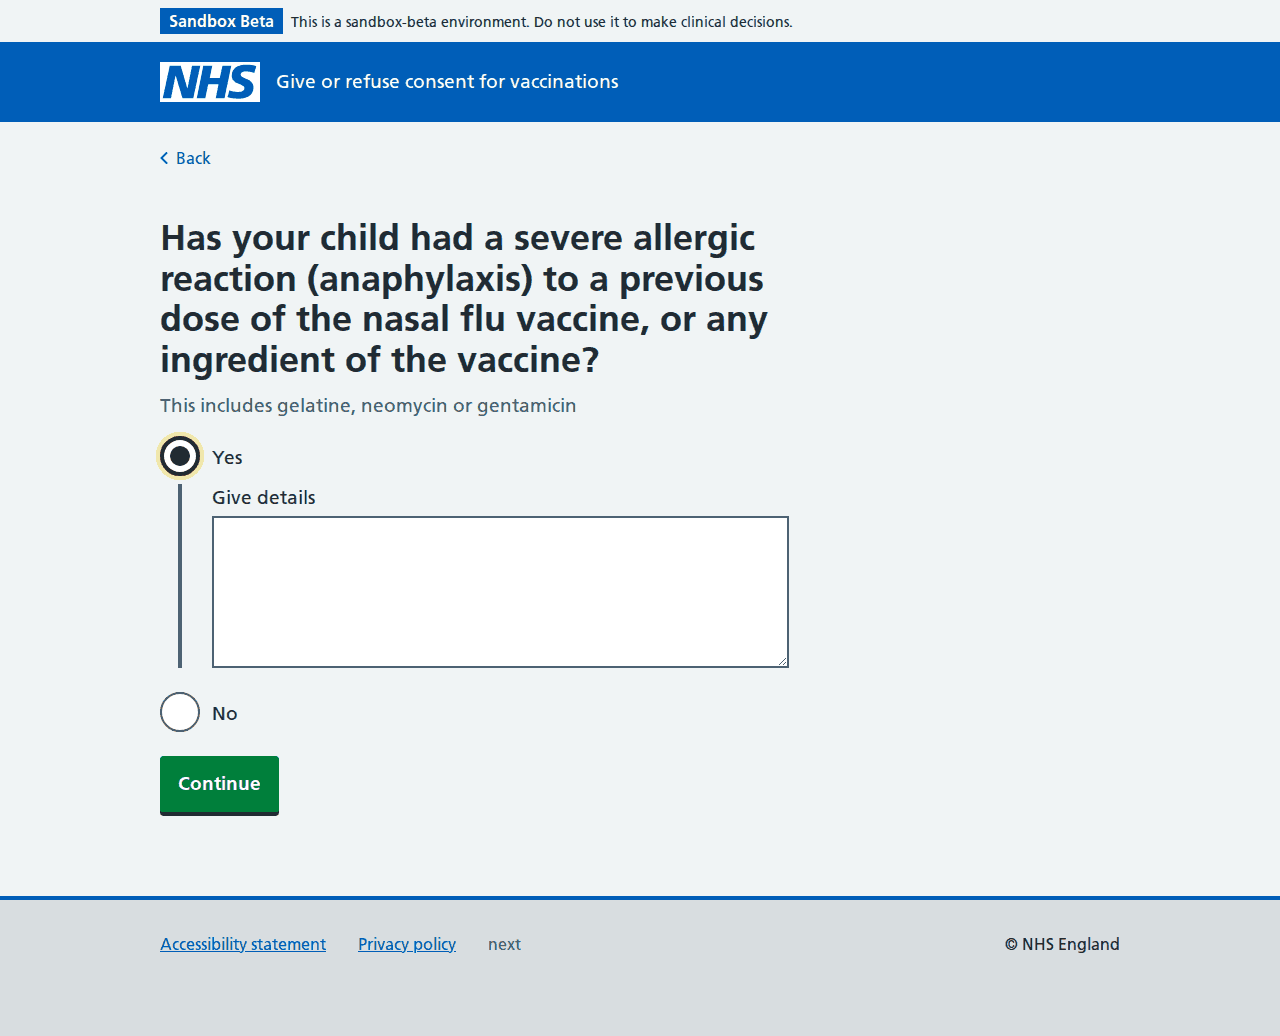 Sandbox Beta This is a sandbox-beta environment. Do not use it to make clinical decisions.
NHS Give or refuse consent for vaccinations
Back
Has your child had a severe allergic
reaction (anaphylaxis) to a previous
dose of the nasal flu vaccine, or any
ingredient of the vaccine?
This includes gelatine, neomycin or gentamicin
Yes
Give details
No
Continue
Accessibility statement Privacy policy next © NHS England